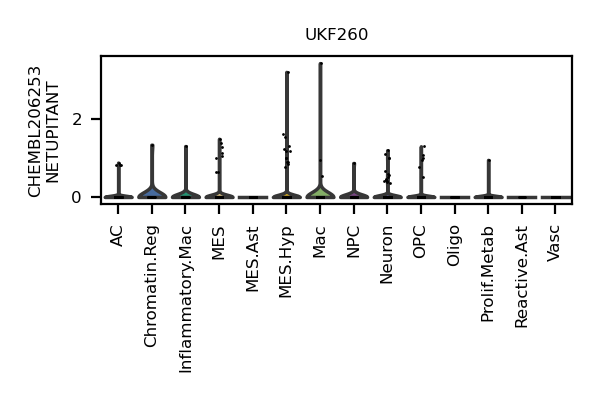 UKF260
CHEMBL206253
NETUPITANT
2
0
AC
Chromatin.Reg
Inflammatory.Mac
MES
MES.Ast
MES.Hyp
Mac
NPC
Neuron
OPC
Oligo
Prolif.Metab
Reactive.Ast
Vasc